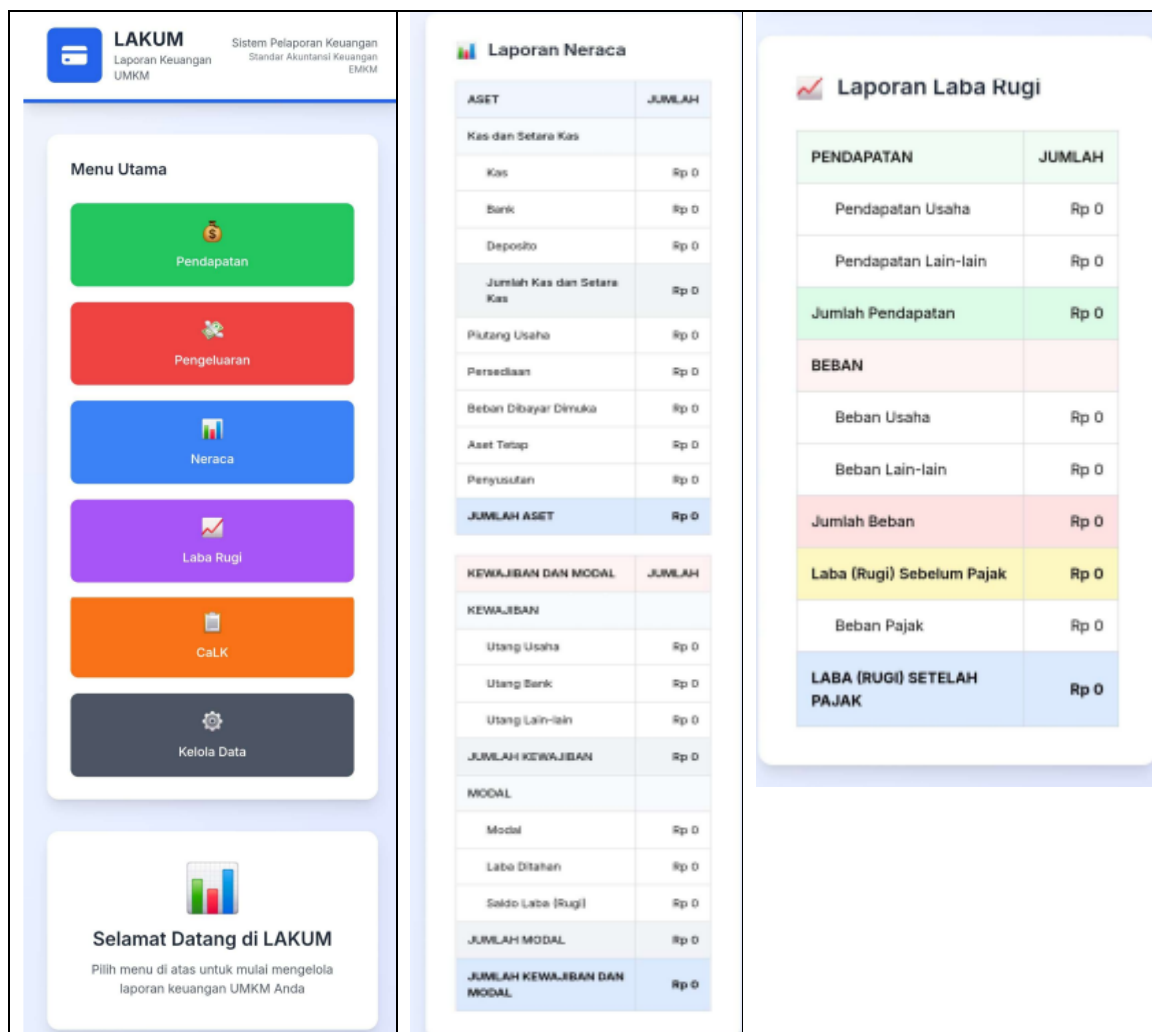 LAKUM
Laporan Keuangan
UMKM
Sistem Pelaporan Keuangan
Standar Akuntansi Keuangan
EMKM
Menu Utama
Pendapatan
Pengeluaran
Neraca
Laba Rugi
CaLK
Kelola Data
Selamat Datang di LAKUM
Pilih menu di atas untuk mulai mengelola
laporan keuangan UMKM Anda
Laporan Neraca
ASET JUMLAH
Kas dan Setara Kas
Kas Rp 0
Bank Rp 0
Deposito Rp 0
Jumlah Kas dan Setara
Kas Rp 0
Piutang Usaha Rp 0
Persediaan Rp 0
Beban Dibayar Dimuka Rp 0
Aset Tetap Rp 0
Penyusutan Rp 0
JUMLAH ASET Rp 0
KEWAJIBAN DAN MODAL JUMLAH
KEWAJIBAN
Utang Usaha Rp 0
Utang Bank Rp 0
Utang Lain-lain Rp 0
JUMLAH KEWAJIBAN Rp 0
MODAL
Modal Rp 0
Laba Ditahan Rp 0
Saldo Laba (Rugi) Rp 0
JUMLAH MODAL Rp 0
JUMLAH KEWAJIBAN DAN
MODAL Rp 0
Laporan Laba Rugi
PENDAPATAN JUMLAH
Pendapatan Usaha Rp 0
Pendapatan Lain-lain Rp 0
Jumlah Pendapatan Rp 0
BEBAN
Beban Usaha Rp 0
Beban Lain-lain Rp 0
Jumlah Beban Rp 0
Laba (Rugi) Sebelum Pajak Rp 0
Beban Pajak Rp 0
LABA (RUGI) SETELAH
PAJAK Rp 0